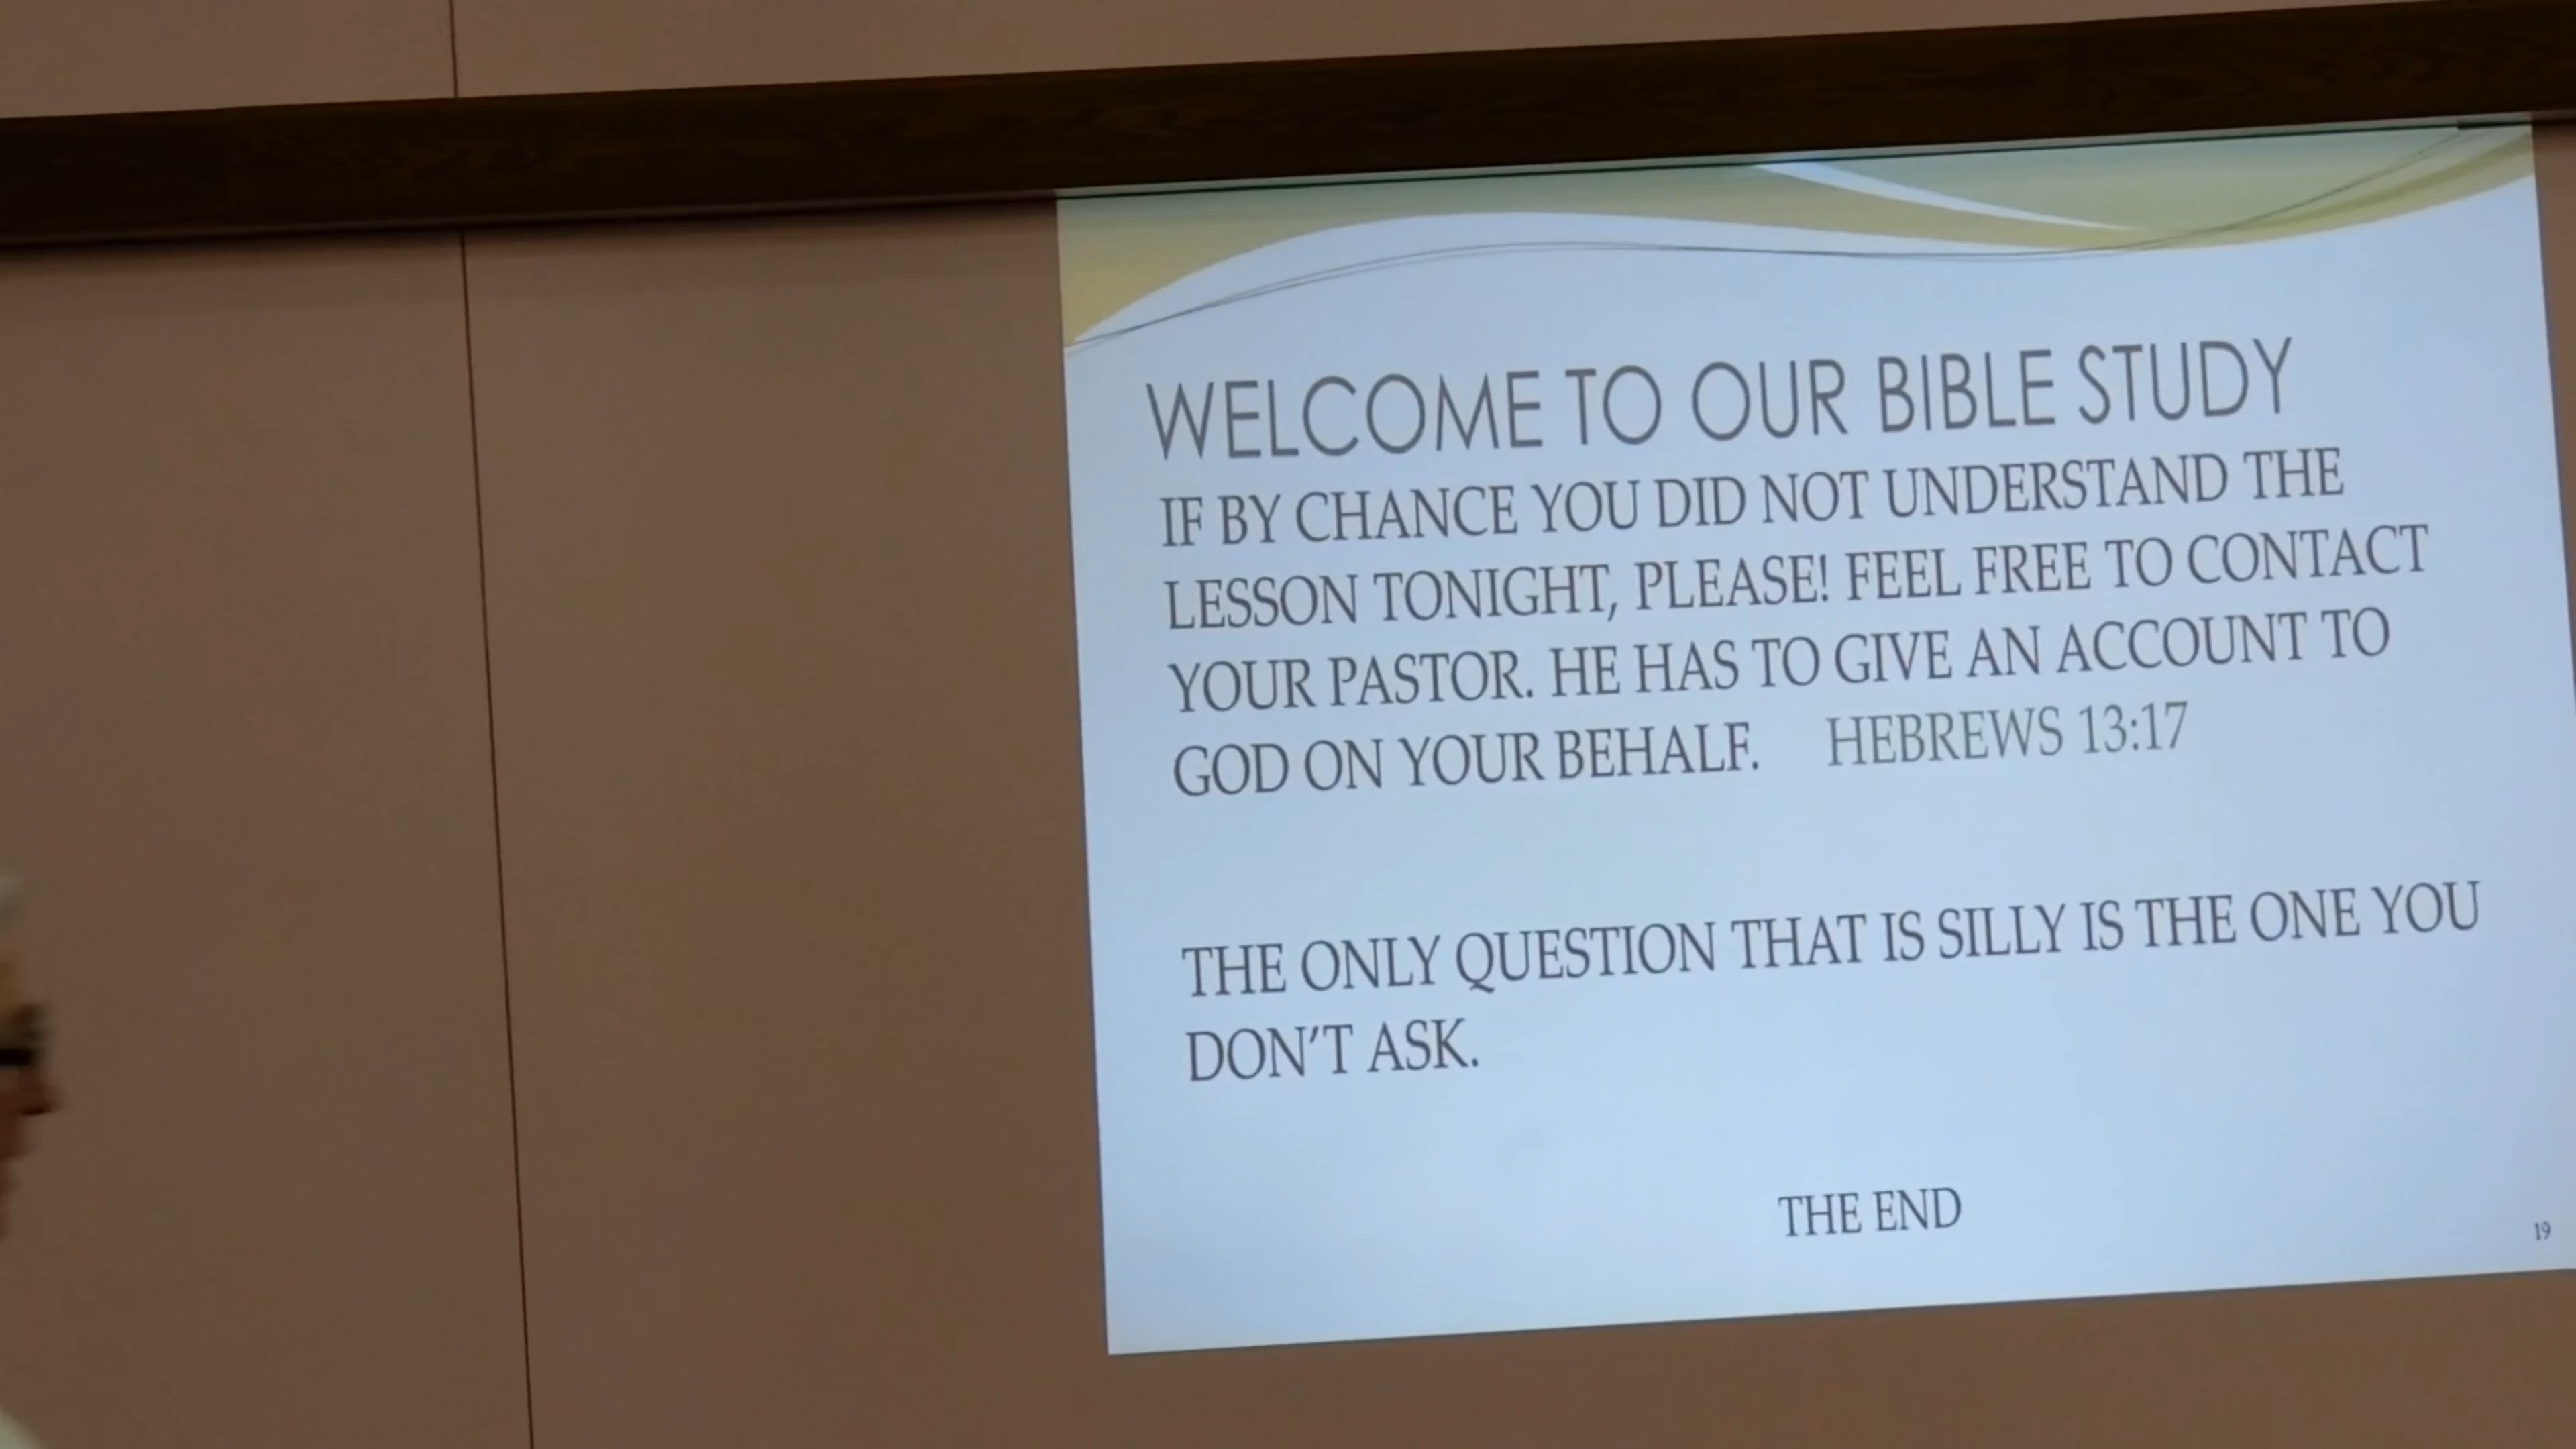 WELCOME TO OUR BIBLE STUDY
IF BY CHANCE YOU DID NOT UNDERSTAND THE
LESSON TONIGHT, PLEASE! FEEL FREE TO CONTACT
YOUR PASTOR. HE HAS TO GIVE AN ACCOUNT TO
GOD ON YOUR BEHALF. HEBREWS 13:17
THE ONLY QUESTION THAT IS SILLY IS THE ONE YOU
DON'T ASK.
THE END
19